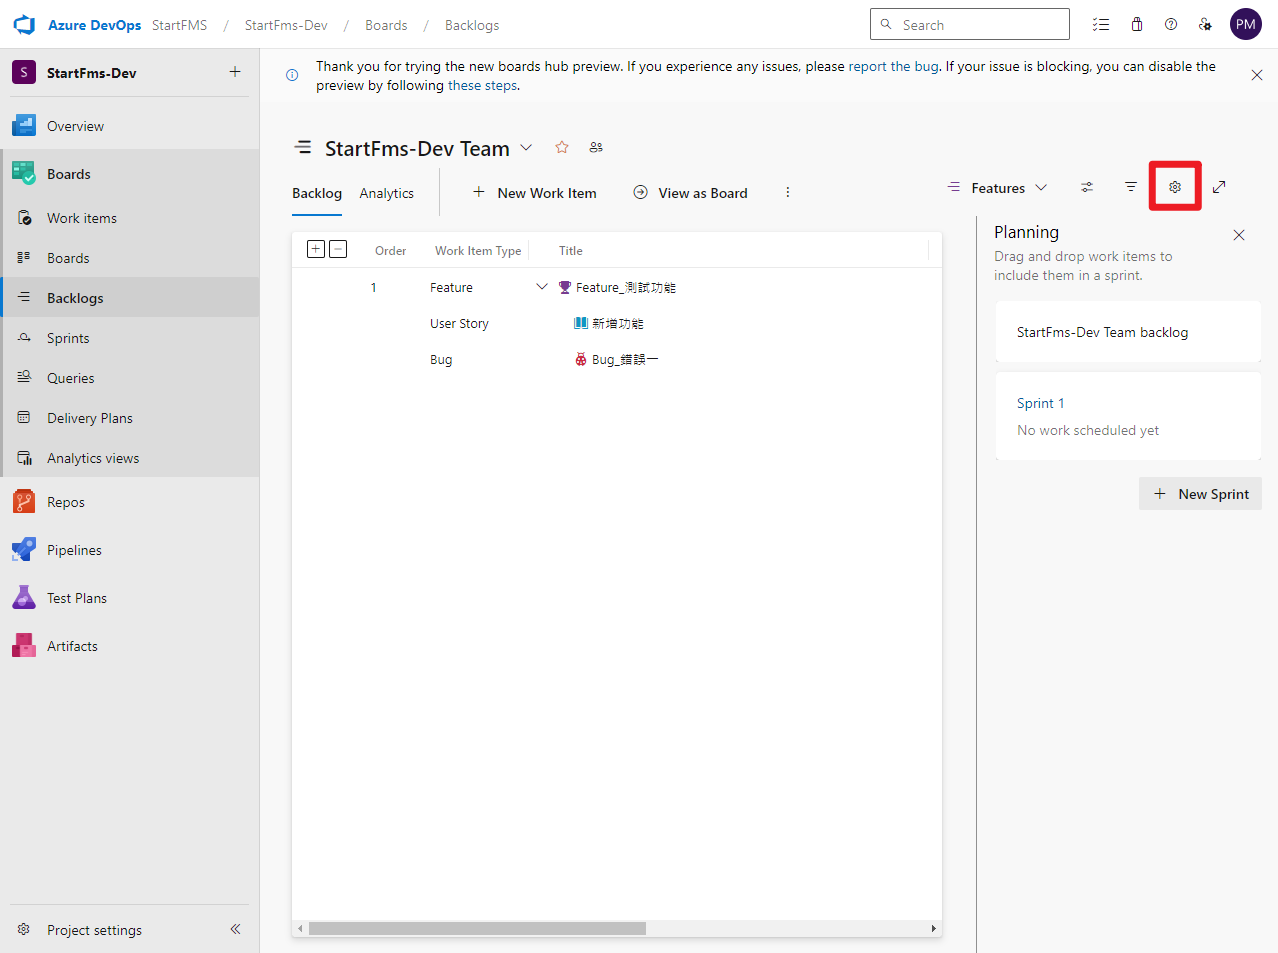 Azure DevOps StartFMS / StartFms-Dev / Boards / Backlogs
Search
PM
S StartFms-Dev
Overview
Boards
Work items
Boards
Backlogs
Sprints
Queries
Delivery Plans
Analytics views
Repos
Pipelines
Test Plans
Artifacts
Project settings
Thank you for trying the new boards hub preview. If you experience any issues, please report the bug. If your issue is blocking, you can disable the
preview by following these steps.
StartFms-Dev Team
Backlog Analytics New Work Item View as Board
Features
Order Work Item Type Title
1 Feature Feature_測試功能
User Story 新增功能
Bug Bug_錯誤一
Planning
Drag and drop work items to
include them in a sprint.
StartFms-Dev Team backlog
Sprint 1
No work scheduled yet
New Sprint